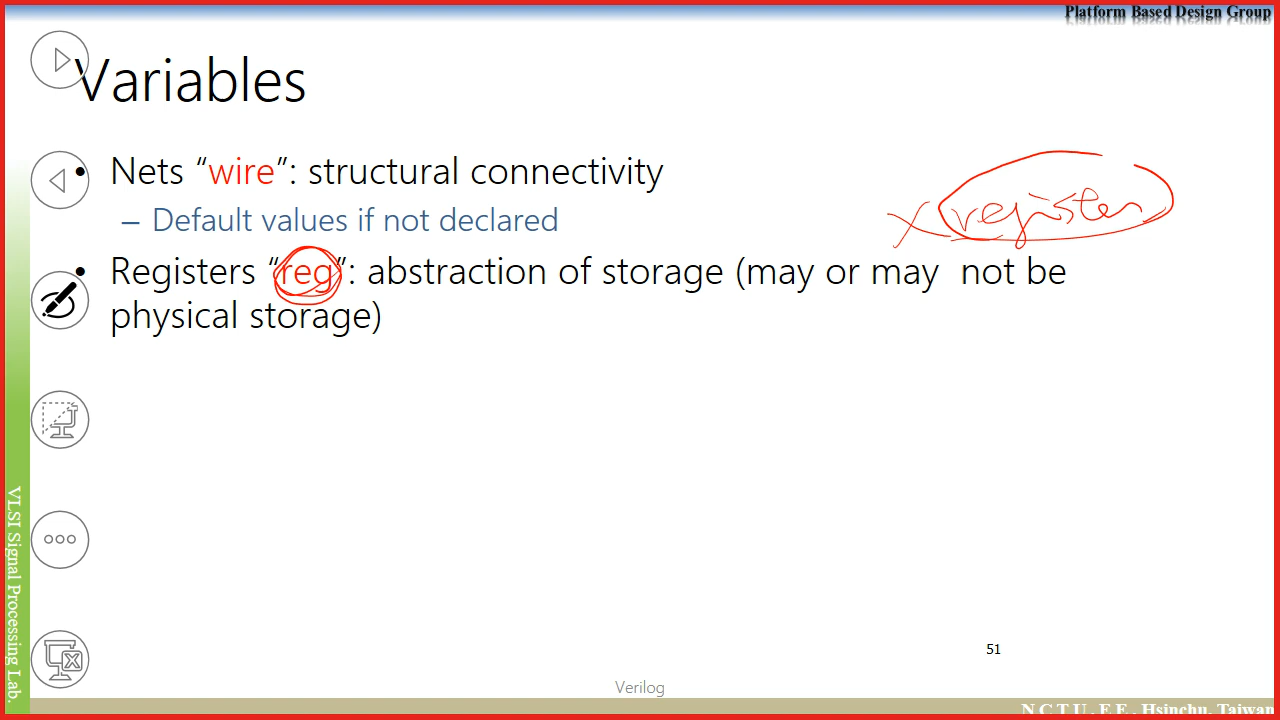 Platform Based Design Group
Variables
• Nets “wire”: structural connectivity
– Default values if not declared
x register
• Registers “reg”: abstraction of storage (may or may not be
physical storage)
VLSI Signal Processing Lab.
51
Verilog
N C T U. E E. Hsinchu, Taiwan